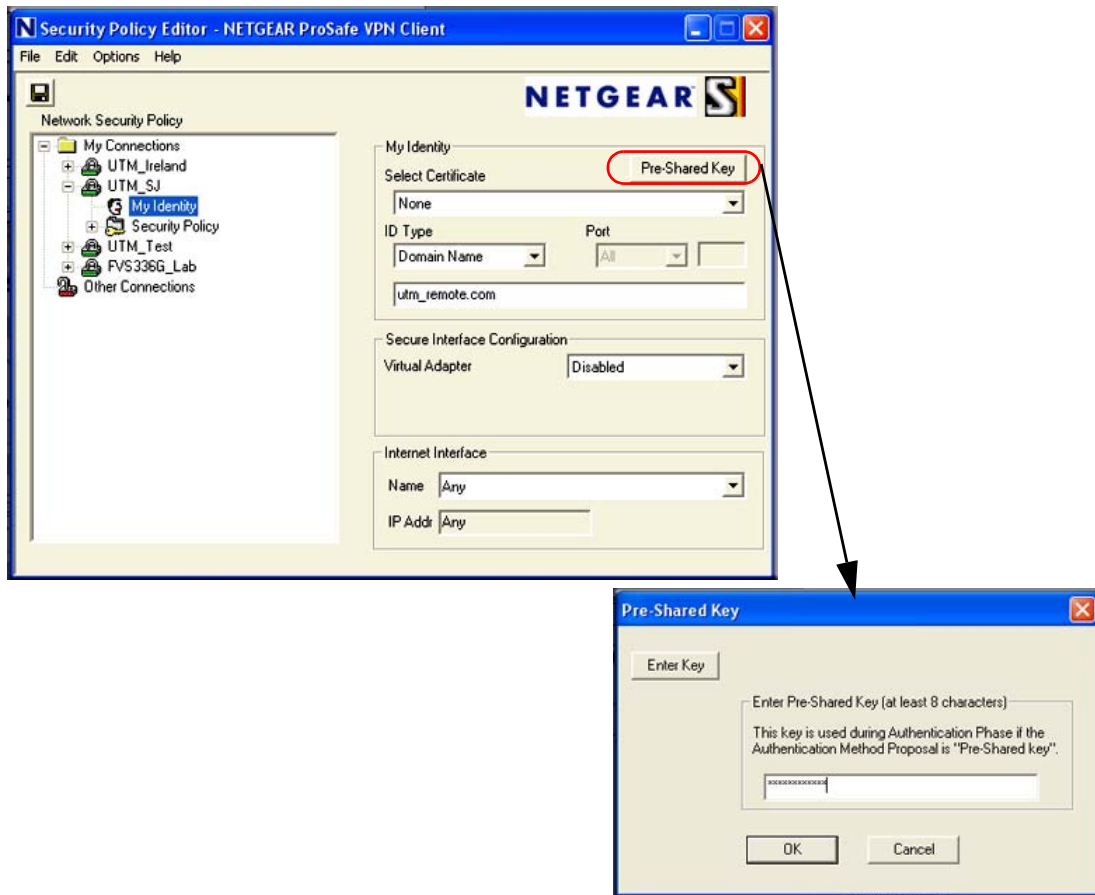 Security Policy Editor - NETGEAR ProSafe VPN Client
File Edit Options Help
NETGEAR
Network Security Policy
My Connections
UTM_Ireland
UTM_SJ
My Identity
Security Policy
UTM_Test
FVS336G_Lab
Other Connections
My Identity
Select Certificate
Pre-Shared Key
None
ID Type
Port
Domain Name
All
utm_remote.com
Secure Interface Configuration
Virtual Adapter
Disabled
Internet Interface
Name
Any
IP Addr
Any
Pre-Shared Key
Enter Key
Enter Pre-Shared Key (at least 8 characters)
This key is used during Authentication Phase if the
Authentication Method Proposal is "Pre-Shared key".
************
OK
Cancel